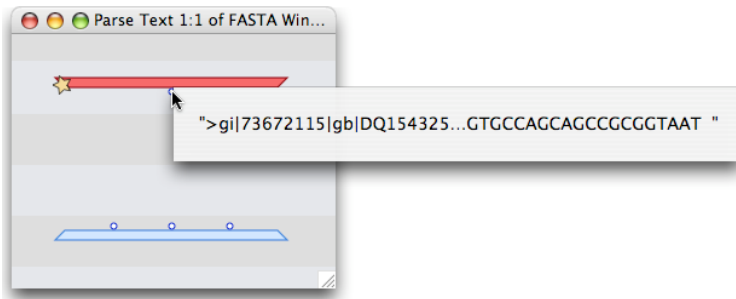 Parse Text 1:1 of FASTA Win...
">gi|73672115|gb|DQ154325...GTGCCAGCAGCCGCGGTAAT "